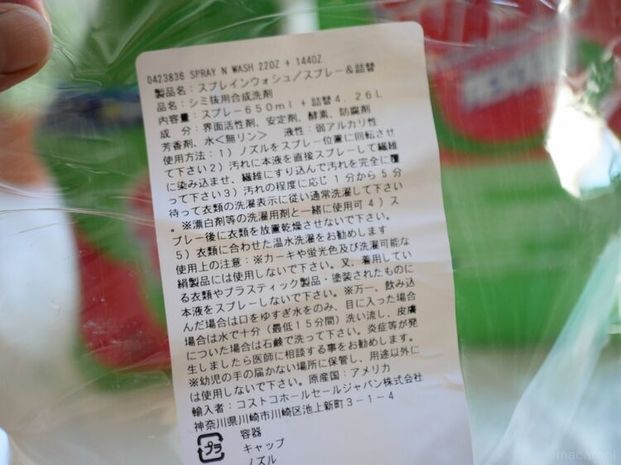 0423836 SPRAY N WASH 22OZ + 144OZ
製品名：スプレインウォシュ／スプレー＆詰替
品名：シミ抜用合成洗剤
内容量：スプレー６５０ｍｌ＋詰替４．２６Ｌ
成　分：界面活性剤、安定剤、酵素、防腐剤
芳香剤、水＜無リン＞　液性：弱アルカリ性
使用方法：１）ノズルをスプレー位置に回転させ
て下さい２）汚れに本液を直接スプレーして繊維
に染み込ませ、繊維にすり込んで汚れを完全に覆
って下さい３）汚れの程度に応じ１分から５分
待って衣類の洗濯表示に従い通常洗濯して下さい
。※漂白剤等の洗濯用剤と一緒に使用可４）ス
プレー後に衣類を放置乾燥させないで下さい。
５）衣類に合わせた温水洗濯をお勧めします
使用上の注意：※カーキや蛍光色及び洗濯可能な
絹製品には使用しないで下さい。又、着用してい
る衣類やプラスティック製品・塗装されたものに
本液をスプレーしないで下さい。※万一、飲み込
んだ場合は口をゆすぎ水をのみ、目に入った場合
場合は水で十分（最低１５分間）洗い流し、皮膚
についた場合は石鹸で洗って下さい。炎症等が発
生しましたら医師に相談する事をお勧めします。
※幼児の手の届かない場所に保管し、用途以外に
使用しないで下さい。原産国：アメリカ
輸入者：コストコホールセールジャパン株式会社
神奈川県川崎市川崎区池上新町３－１－４
プラ
容器
キャップ
ノズル
macaroni